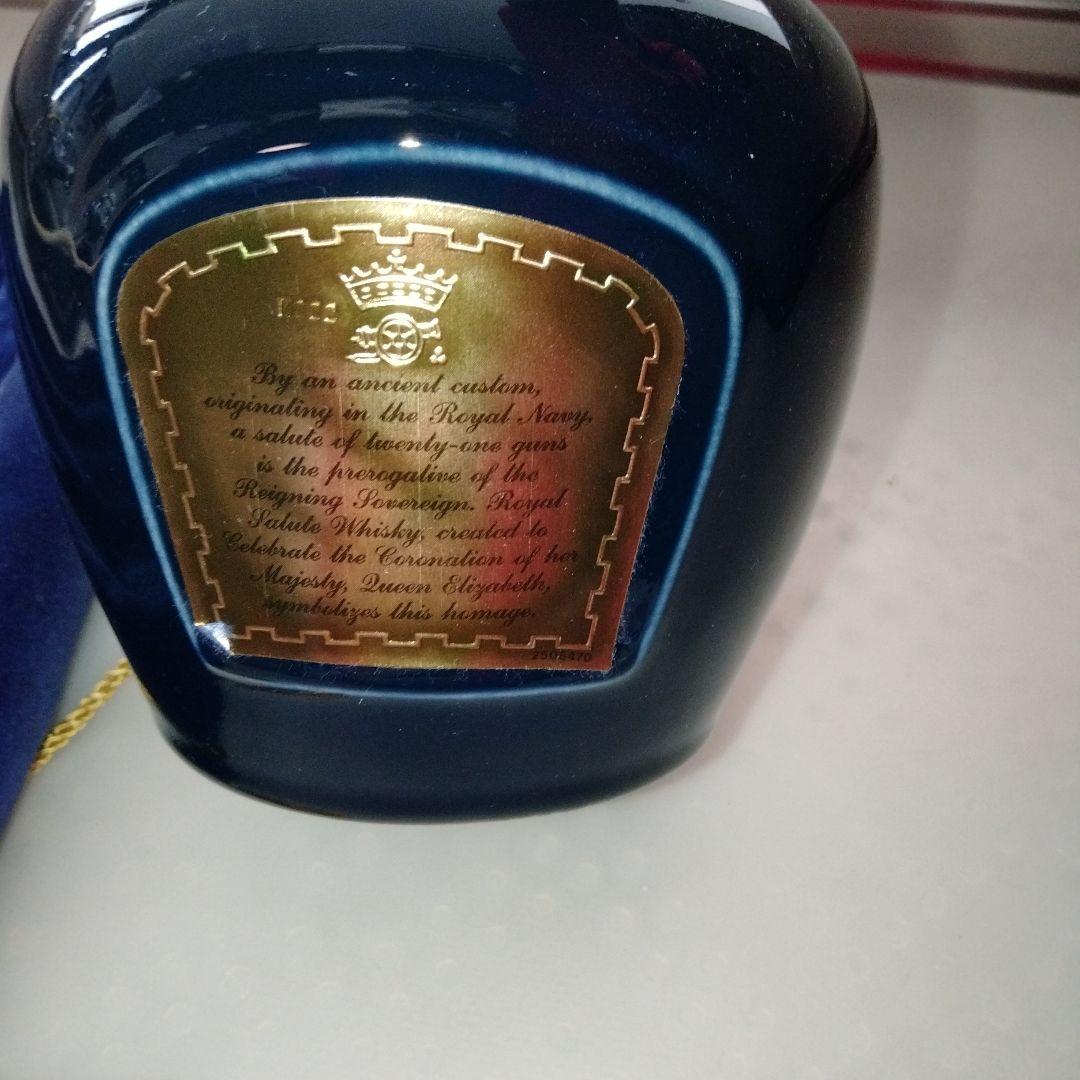 By an ancient custom,
originating in the Royal Navy,
a salute of twenty-one guns
is the prerogative of the
Reigning Sovereign. Royal
Salute Whisky, created to
Celebrate the Coronation of her
Majesty, Queen Elizabeth,
symbolizes this homage.
2506470